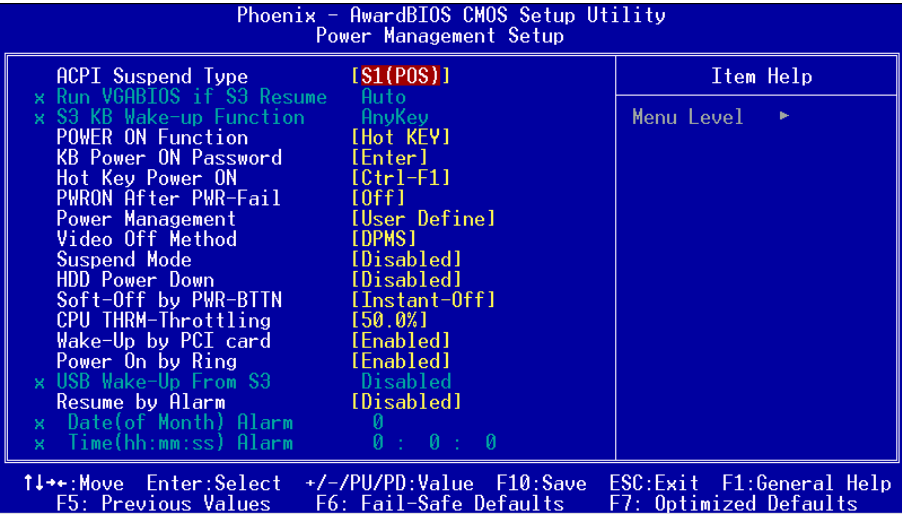 Phoenix - AwardBIOS CMOS Setup Utility
Power Management Setup
ACPI Suspend Type [S1(POS)]
x Run VGABIOS if S3 Resume Auto
x S3 KB Wake-up Function AnyKey
POWER ON Function [Hot KEY]
KB Power ON Password [Enter]
Hot Key Power ON [Ctrl-F1]
PWRON After PWR-Fail [Off]
Power Management [User Define]
Video Off Method [DPMS]
Suspend Mode [Disabled]
HDD Power Down [Disabled]
Soft-Off by PWR-BTTN [Instant-Off]
CPU THRM-Throttling [50.0%]
Wake-Up by PCI card [Enabled]
Power On by Ring [Enabled]
x USB Wake-Up From S3 Disabled
Resume by Alarm [Disabled]
x Date(of Month) Alarm 0
x Time(hh:mm:ss) Alarm 0 : 0 : 0
Item Help
Menu Level ►
↑↓→←:Move Enter:Select +/-/PU/PD:Value F10:Save ESC:Exit F1:General Help
F5: Previous Values F6: Fail-Safe Defaults F7: Optimized Defaults